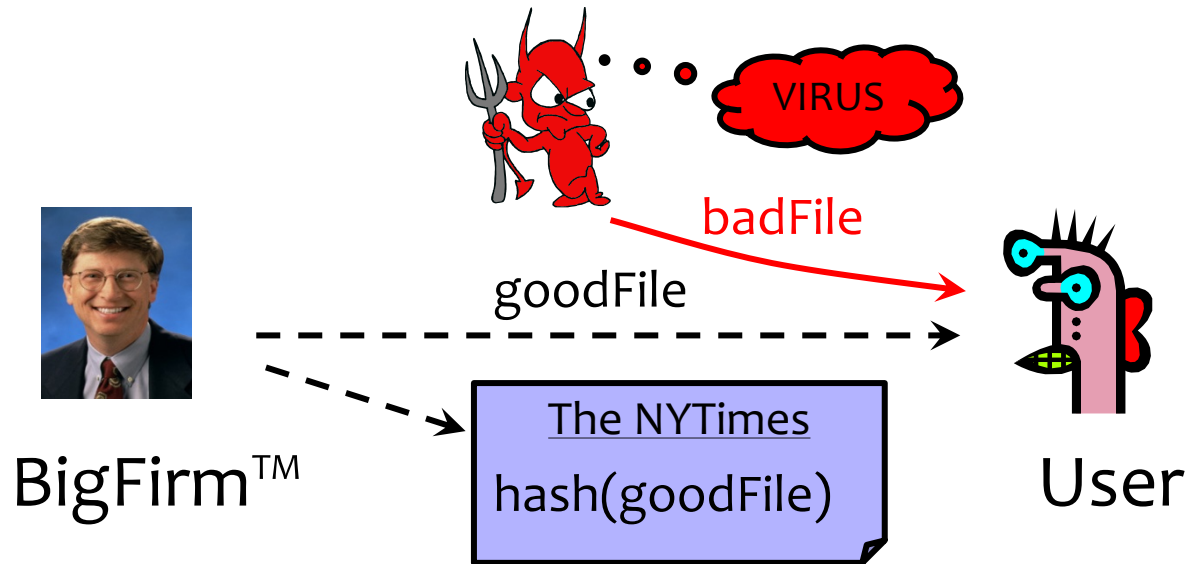 VIRUS
badFile
goodFile
The NYTimes
hash(goodFile)
BigFirm™
User